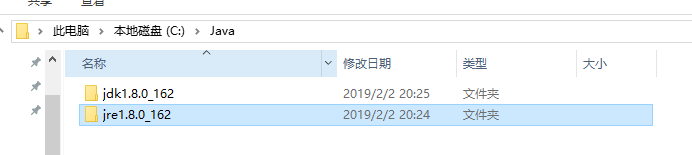 共享 查看
此电脑 本地磁盘 (C:) Java
名称 修改日期 类型 大小
jdk1.8.0_162 2019/2/2 20:25 文件夹
jre1.8.0_162 2019/2/2 20:24 文件夹